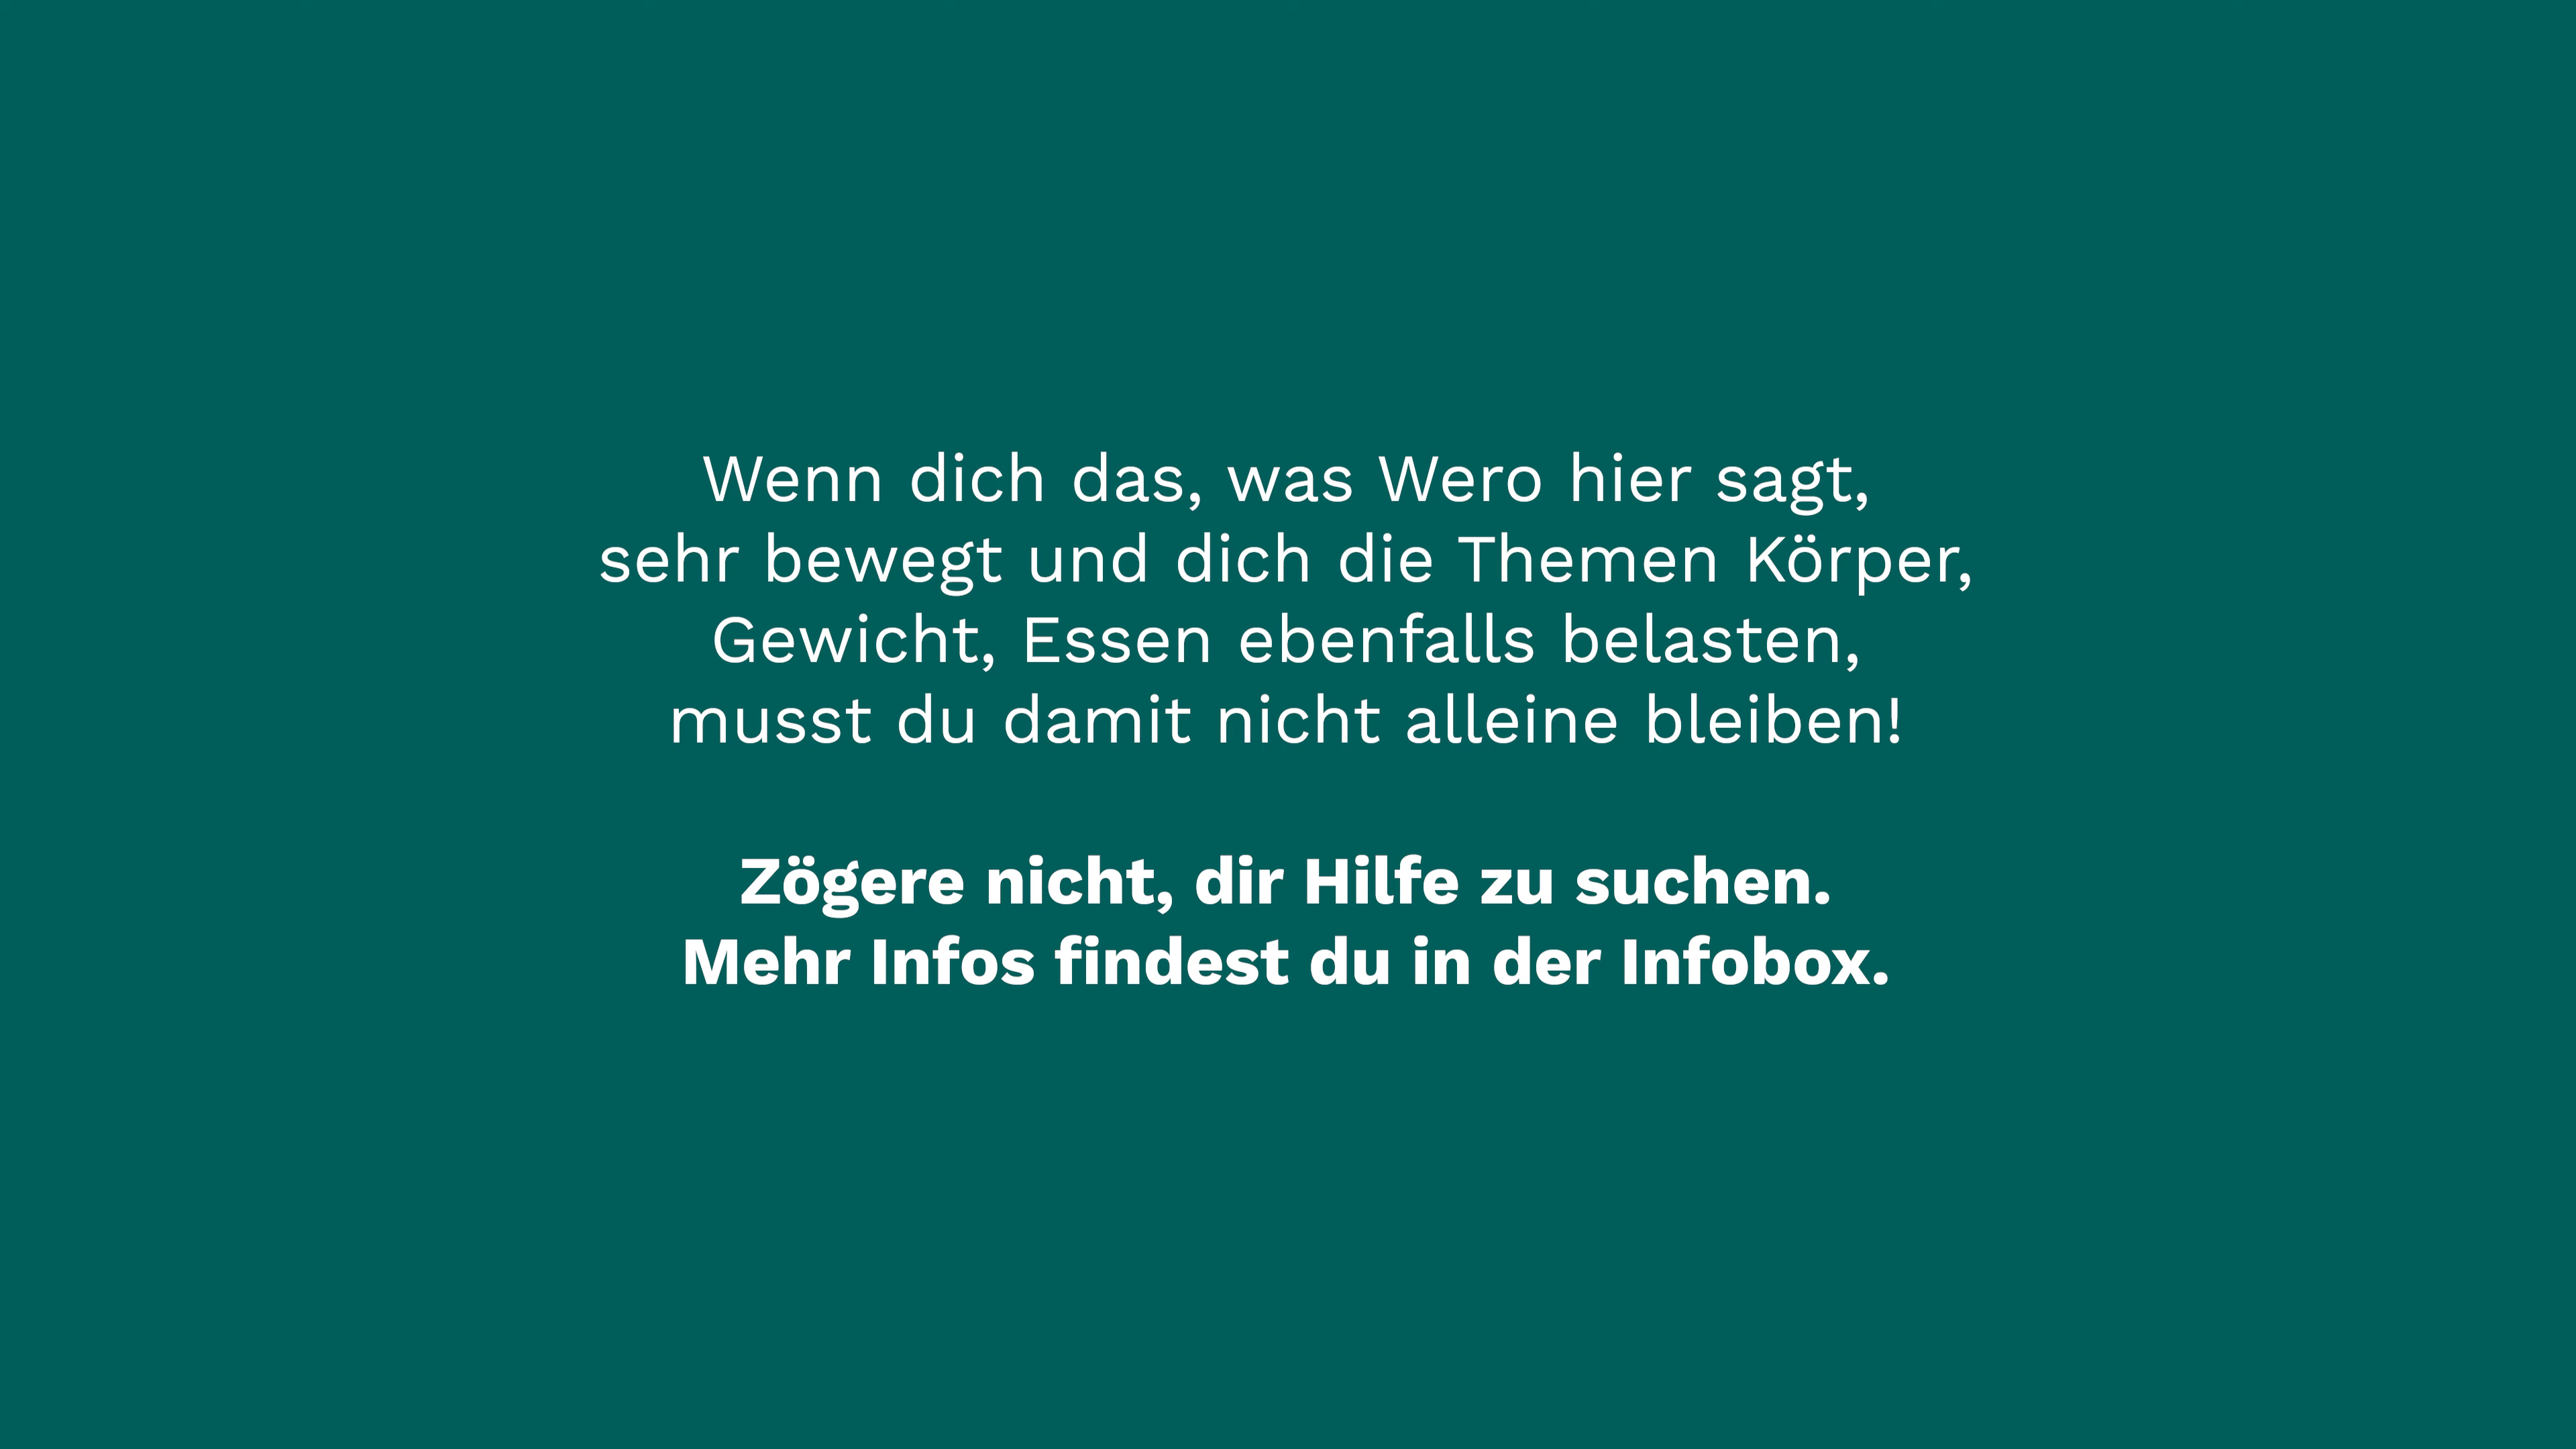 Wenn dich das, was Wero hier sagt,
sehr bewegt und dich die Themen Körper,
Gewicht, Essen ebenfalls belasten,
musst du damit nicht alleine bleiben!
Zögere nicht, dir Hilfe zu suchen.
Mehr Infos findest du in der Infobox.